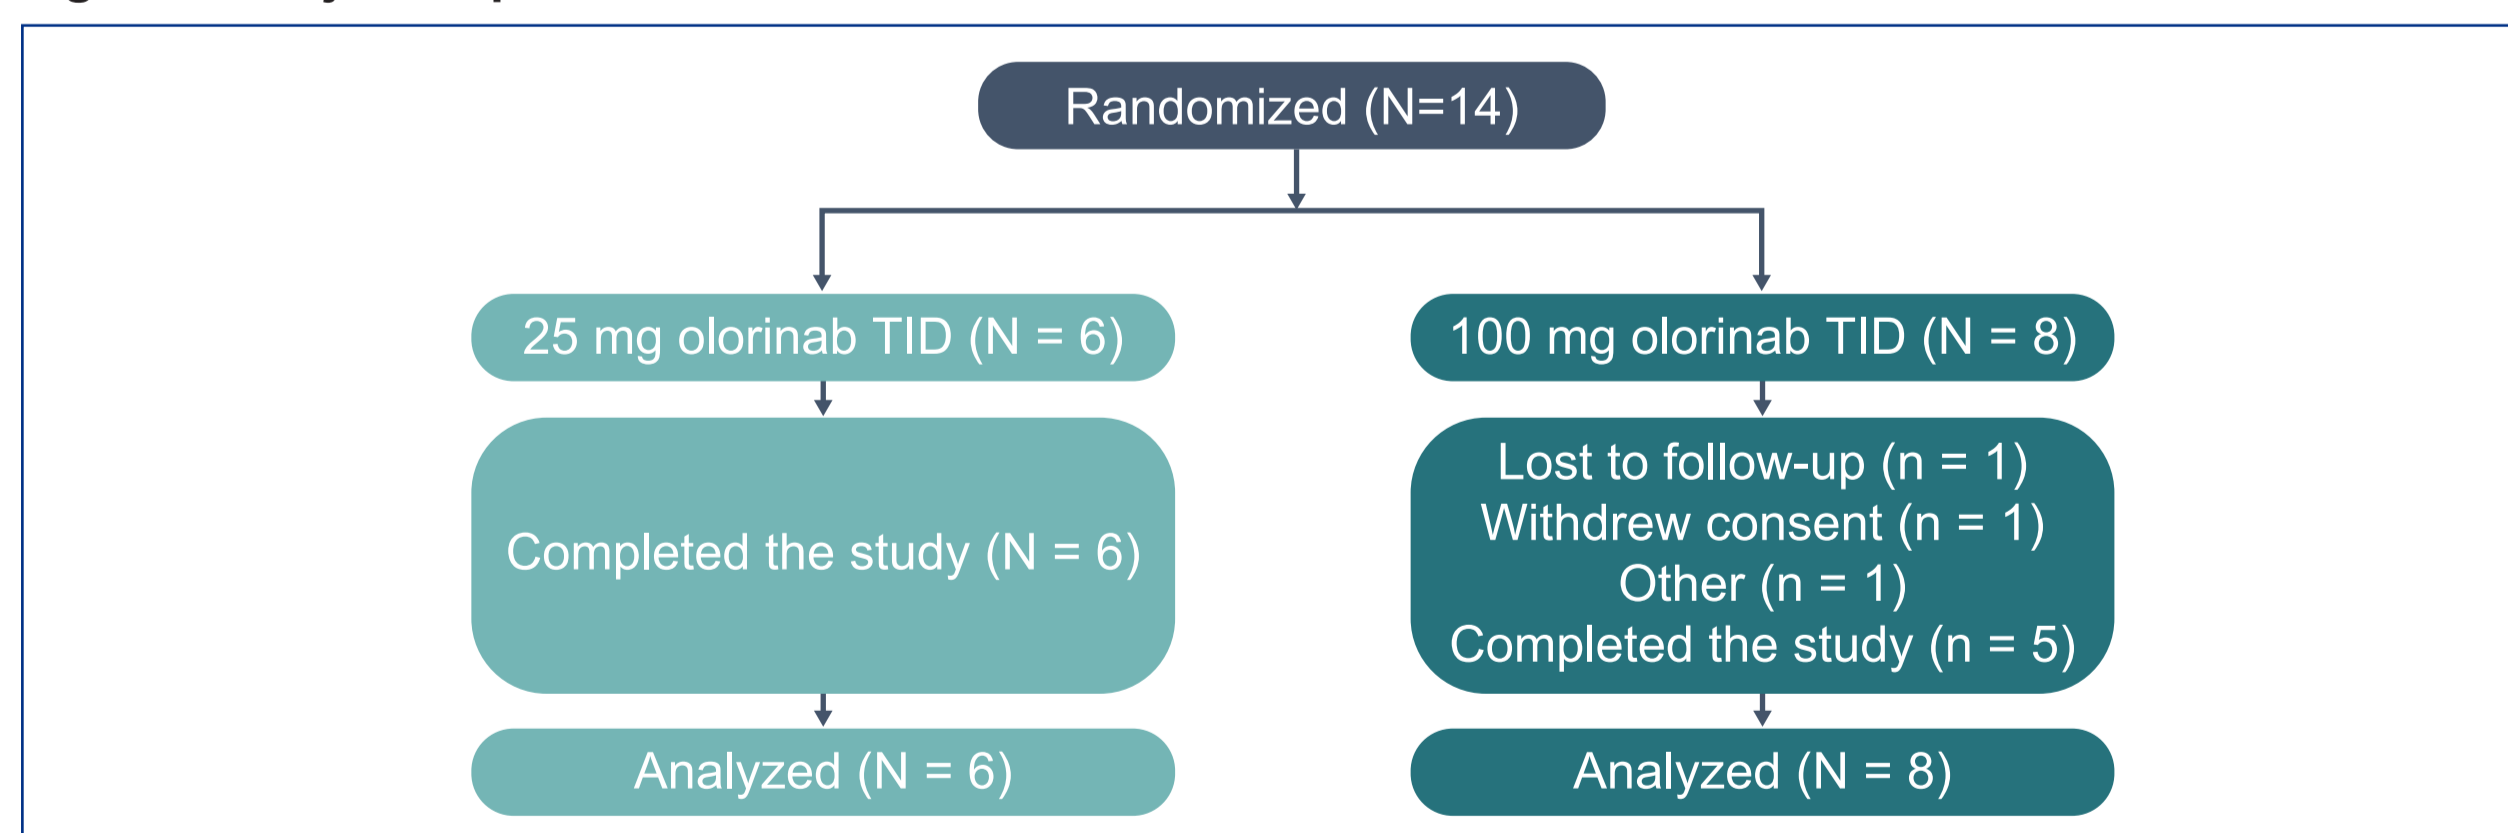 Randomized (N=14)
25 mg olorinab TID (N = 6)
100 mg olorinab TID (N = 8)
Completed the study (N = 6)
Lost to follow-up (n = 1)
Withdrew consent (n = 1)
Other (n = 1)
Completed the study (n = 5)
Analyzed (N = 6)
Analyzed (N = 8)